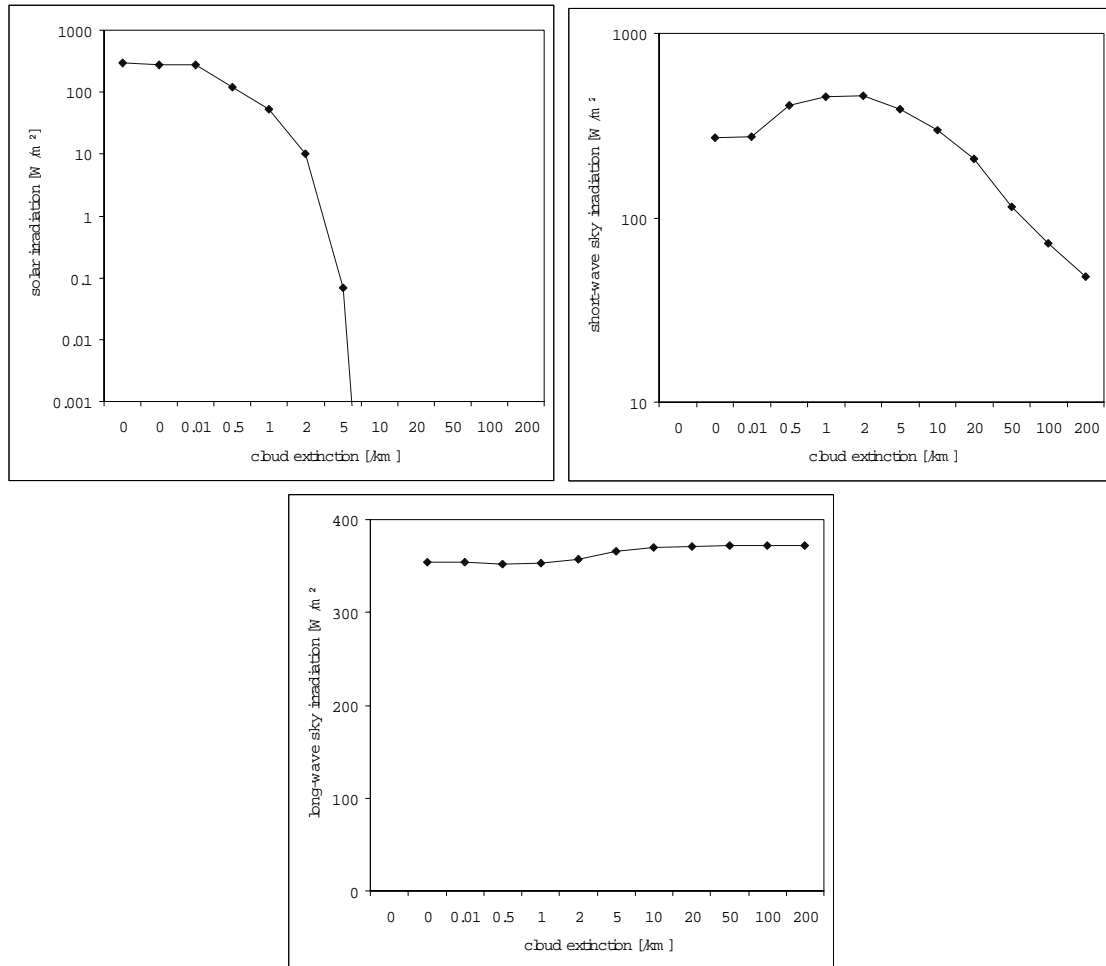 1000
100
10
1
0.1
0.01
0.001
solar irradiation [W/m²]
0 0 0.01 0.5 1 2 5 10 20 50 100 200
cloud extinction [/km]
1000
100
10
short-wave sky irradiation [W/m²
0 0 0.01 0.5 1 2 5 10 20 50 100 200
cloud extinction [/km]
400
300
200
100
0
long-wave sky irradiation [W/m²
0 0 0.01 0.5 1 2 5 10 20 50 100 200
cloud extinction [/km]